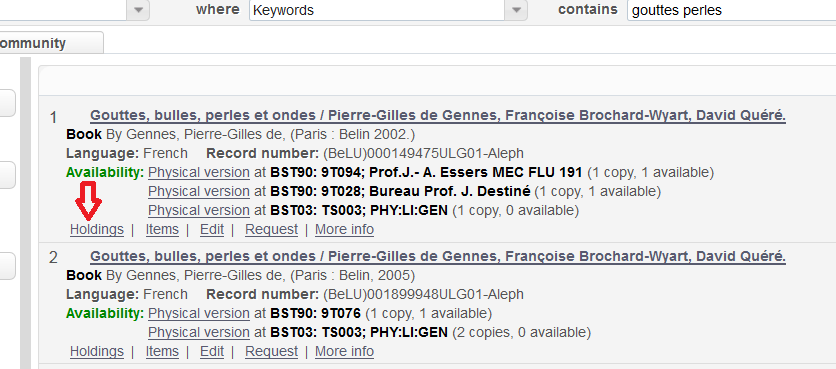 where Keywords contains gouttes perles
ommunity
1 Gouttes, bulles, perles et ondes / Pierre-Gilles de Gennes, Françoise Brochard-Wyart, David Quéré.
Book By Gennes, Pierre-Gilles de, (Paris : Belin 2002.)
Language: French Record number: (BeLU)000149475ULG01-Aleph
Availability: Physical version at BST90: 9T094; Prof.J.- A. Essers MEC FLU 191 (1 copy, 1 available)
Physical version at BST90: 9T028; Bureau Prof. J. Destiné (1 copy, 1 available)
Physical version at BST03: TS003; PHY:LI:GEN (1 copy, 0 available)
Holdings | Items | Edit | Request | More info
2 Gouttes, bulles, perles et ondes / Pierre-Gilles de Gennes, Françoise Brochard-Wyart, David Quéré.
Book By Gennes, Pierre-Gilles de, (Paris : Belin, 2005)
Language: French Record number: (BeLU)001899948ULG01-Aleph
Availability: Physical version at BST90: 9T076 (1 copy, 1 available)
Physical version at BST03: TS003; PHY:LI:GEN (2 copies, 0 available)
Holdings | Items | Edit | Request | More info